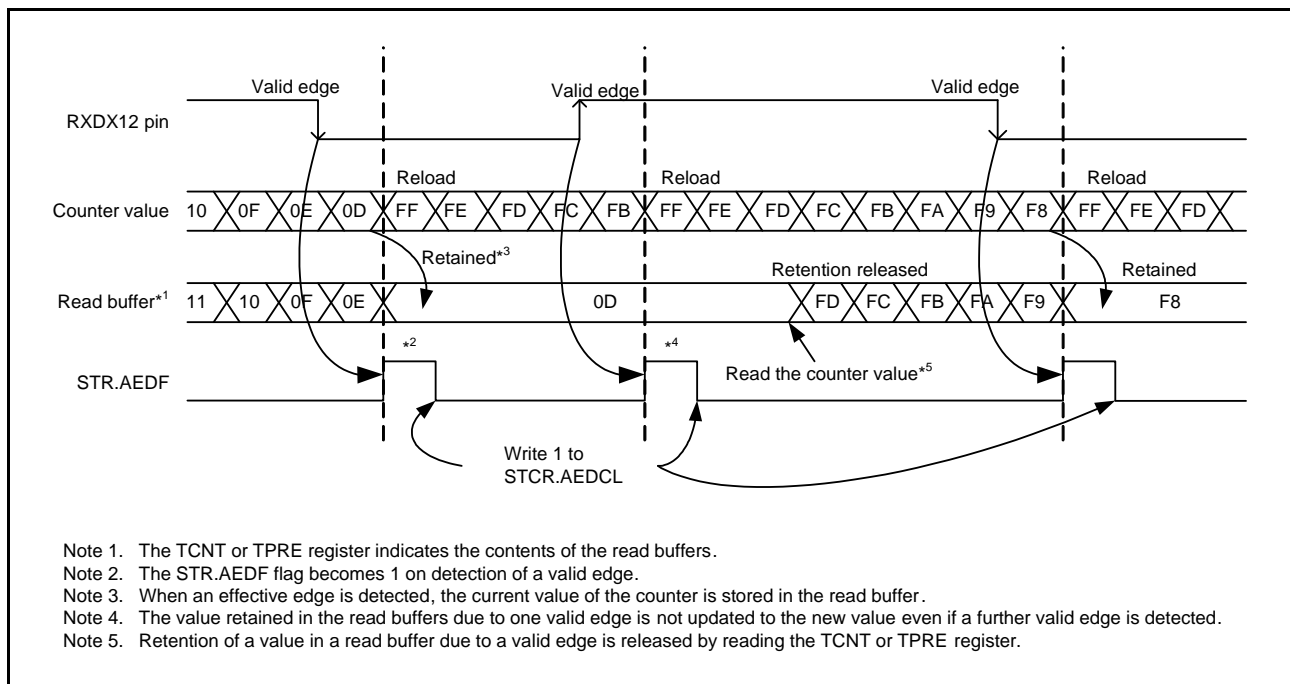 Valid edge Valid edge Valid edge
RXDX12 pin
Reload Reload Reload
Counter value 10 0F 0E 0D FF FE FD FC FB FF FE FD FC FB FA F9 F8 FF FE FD
Retained*3 Retention released Retained
Read buffer*1 11 10 0F 0E 0D FD FC FB FA F9 F8
*2 *4
Read the counter value*5
STR.AEDF
Write 1 to
STCR.AEDCL
Note 1. The TCNT or TPRE register indicates the contents of the read buffers.
Note 2. The STR.AEDF flag becomes 1 on detection of a valid edge.
Note 3. When an effective edge is detected, the current value of the counter is stored in the read buffer.
Note 4. The value retained in the read buffers due to one valid edge is not updated to the new value even if a further valid edge is detected.
Note 5. Retention of a value in a read buffer due to a valid edge is released by reading the TCNT or TPRE register.